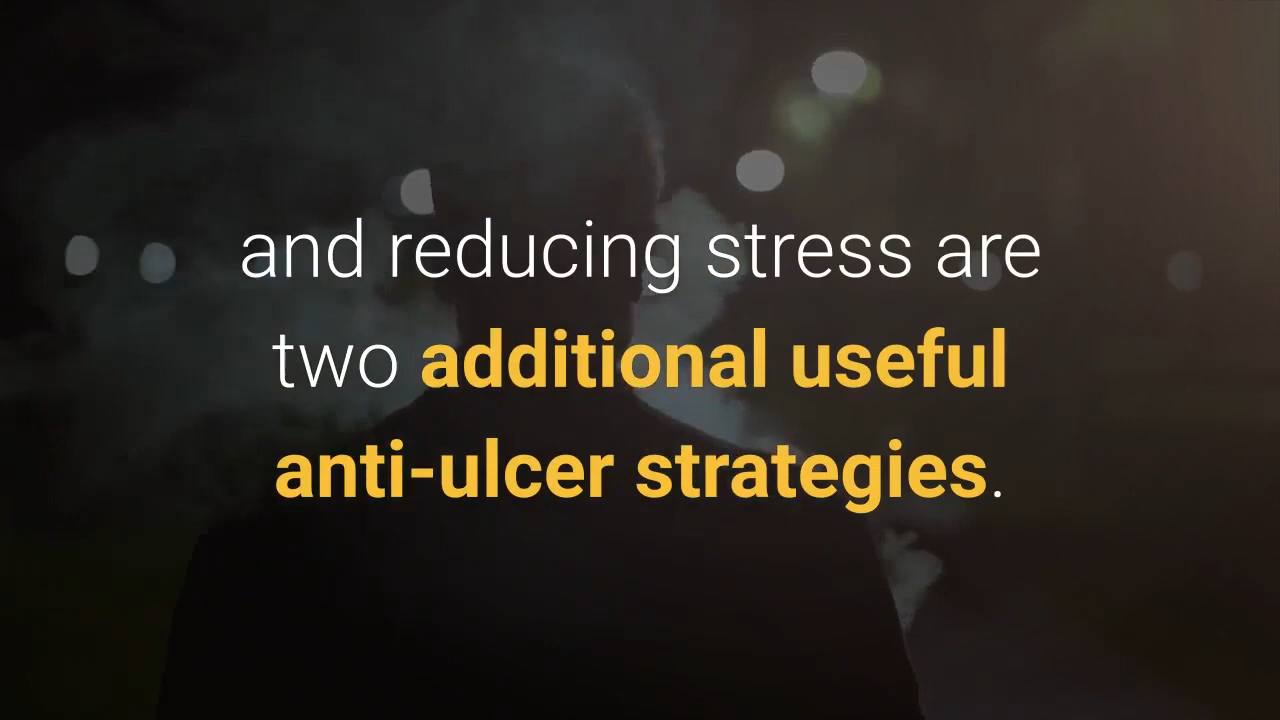 and reducing stress are
two additional useful
anti-ulcer strategies.